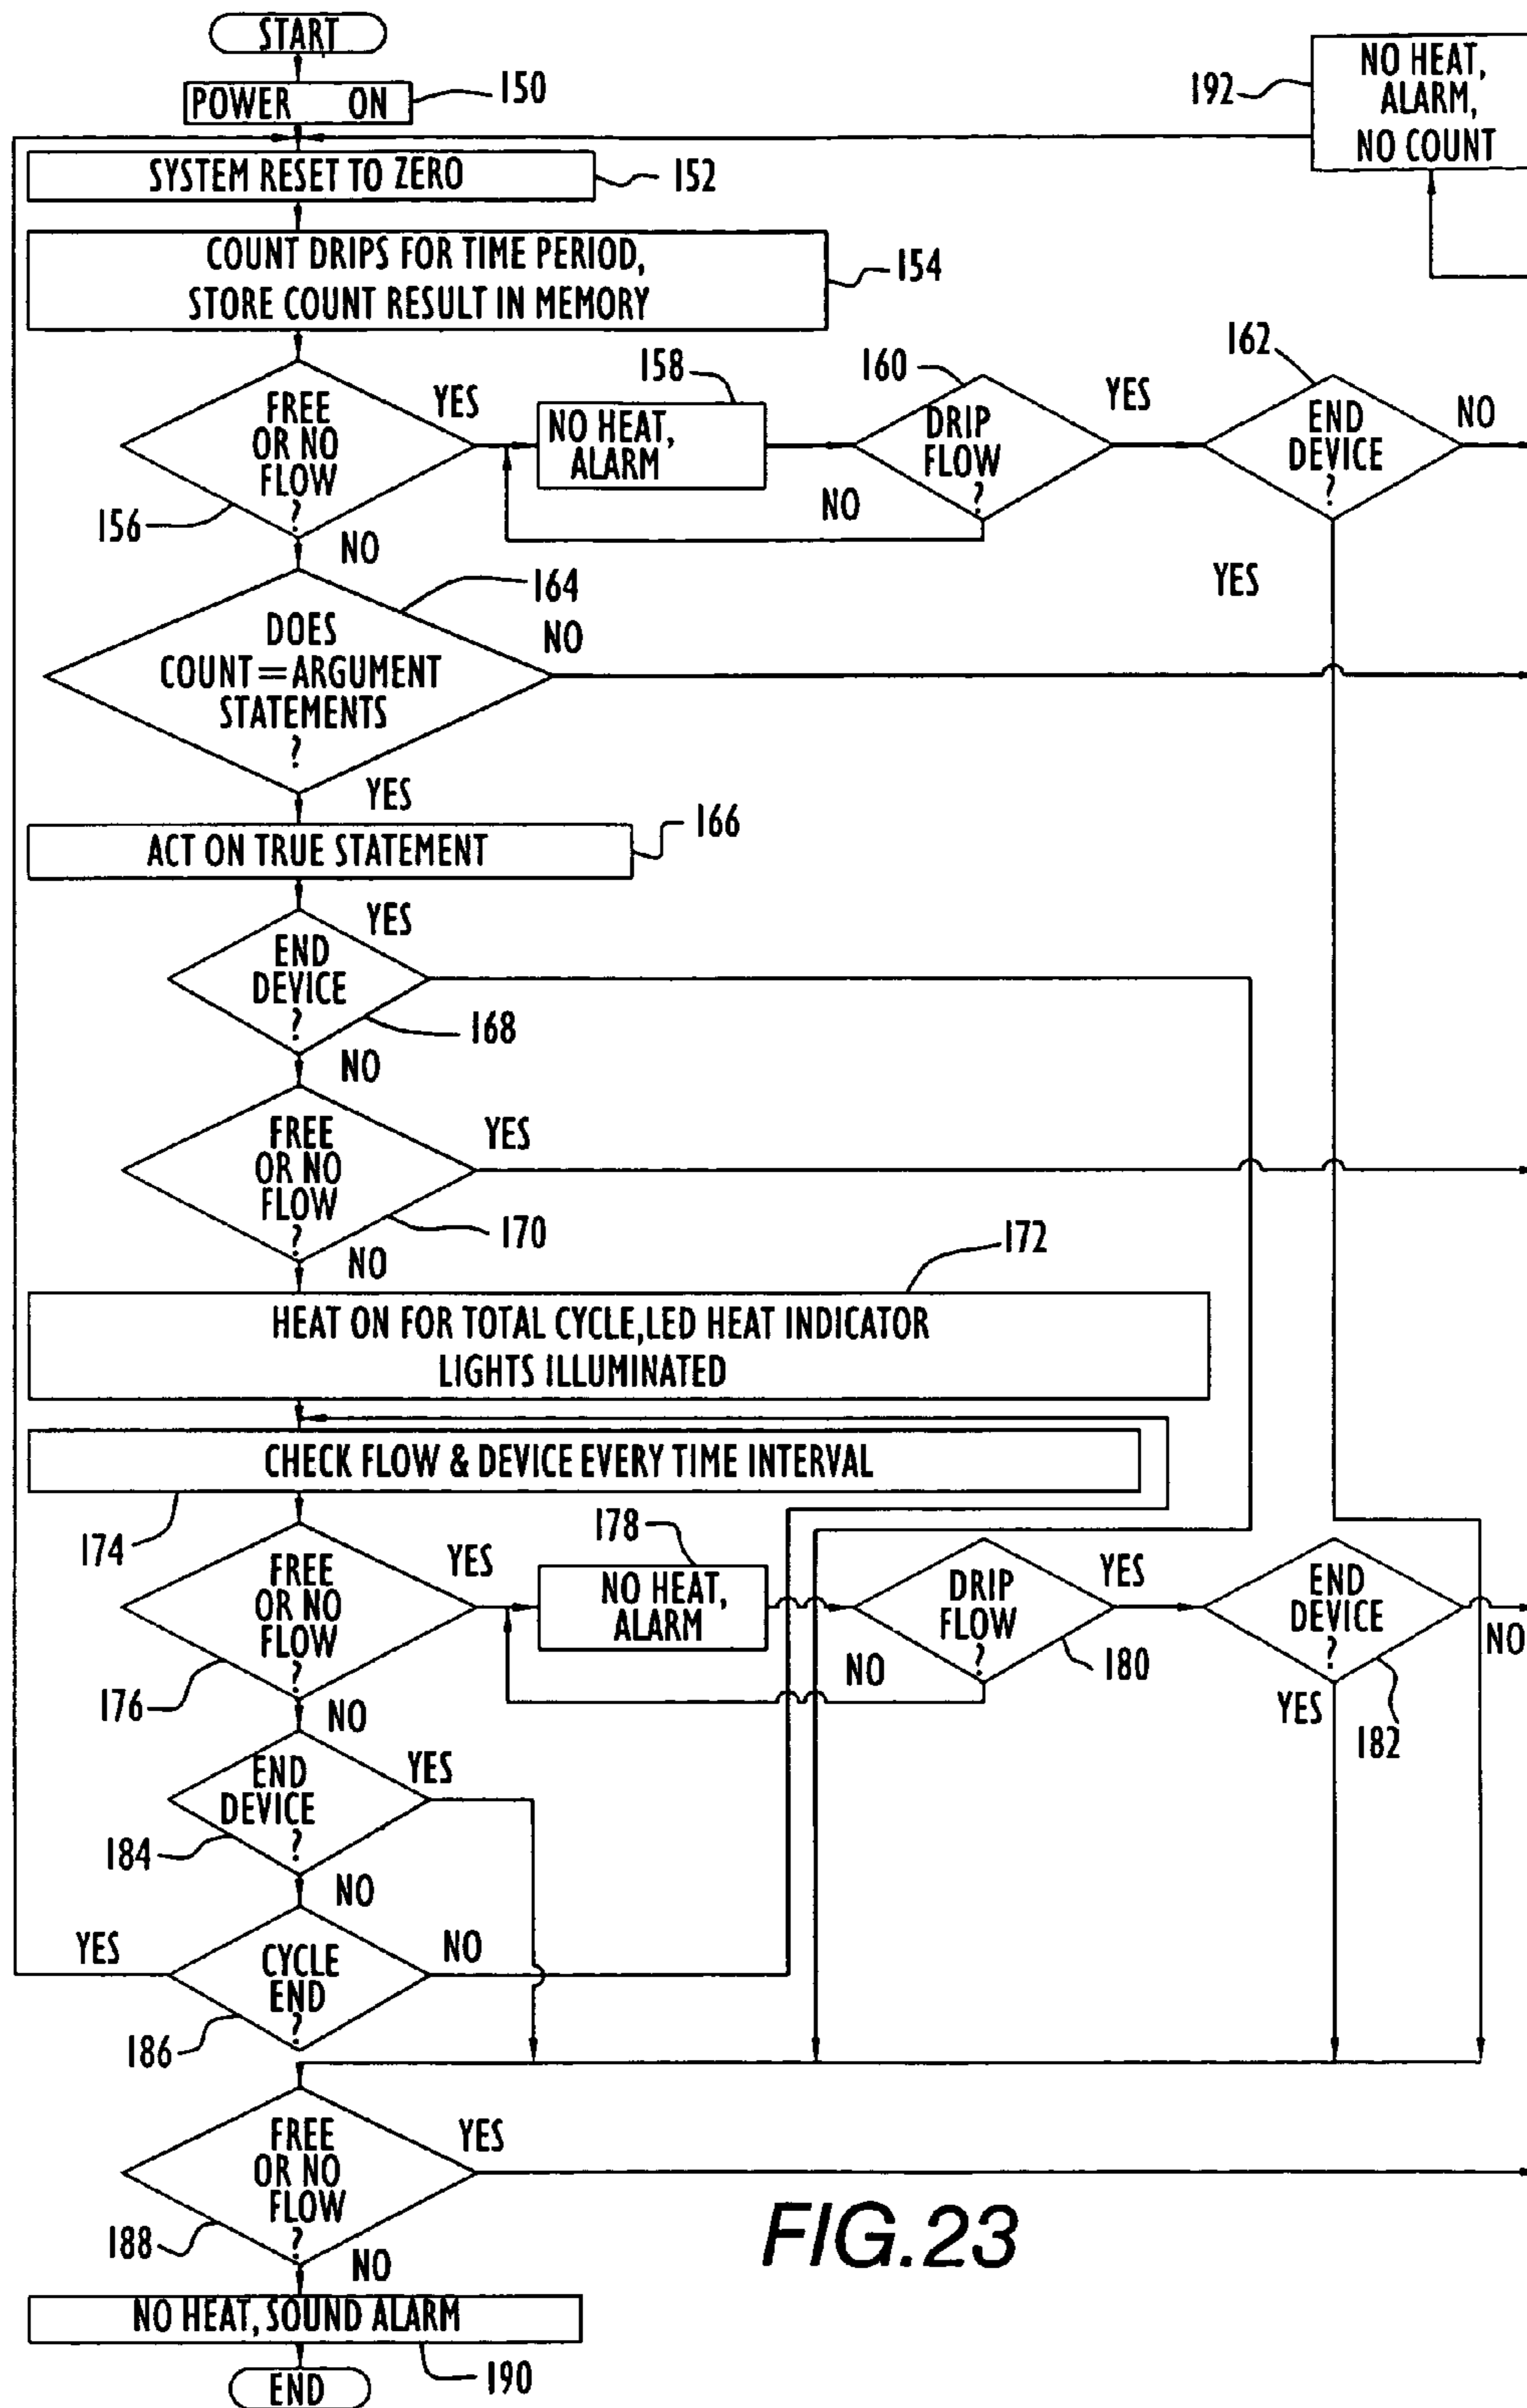 START
POWER ON
150
192
NO HEAT,
ALARM,
NO COUNT
SYSTEM RESET TO ZERO
152
COUNT DRIPS FOR TIME PERIOD,
STORE COUNT RESULT IN MEMORY
154
FREE
OR NO
FLOW
?
156
YES
NO
158
NO HEAT,
ALARM
160
DRIP
FLOW
?
YES
NO
162
END
DEVICE
?
NO
YES
164
DOES
COUNT=ARGUMENT
STATEMENTS
?
NO
YES
ACT ON TRUE STATEMENT
166
END
DEVICE
?
YES
168
NO
FREE
OR NO
FLOW
?
YES
170
NO
172
HEAT ON FOR TOTAL CYCLE,LED HEAT INDICATOR
LIGHTS ILLUMINATED
CHECK FLOW & DEVICE EVERY TIME INTERVAL
174
FREE
OR NO
FLOW
?
YES
176
NO
178
NO HEAT,
ALARM
DRIP
FLOW
?
YES
NO
180
END
DEVICE
?
NO
YES
182
END
DEVICE
?
YES
184
NO
CYCLE
END
?
YES
NO
186
FREE
OR NO
FLOW
?
YES
188
NO
NO HEAT, SOUND ALARM
190
END
FIG.23